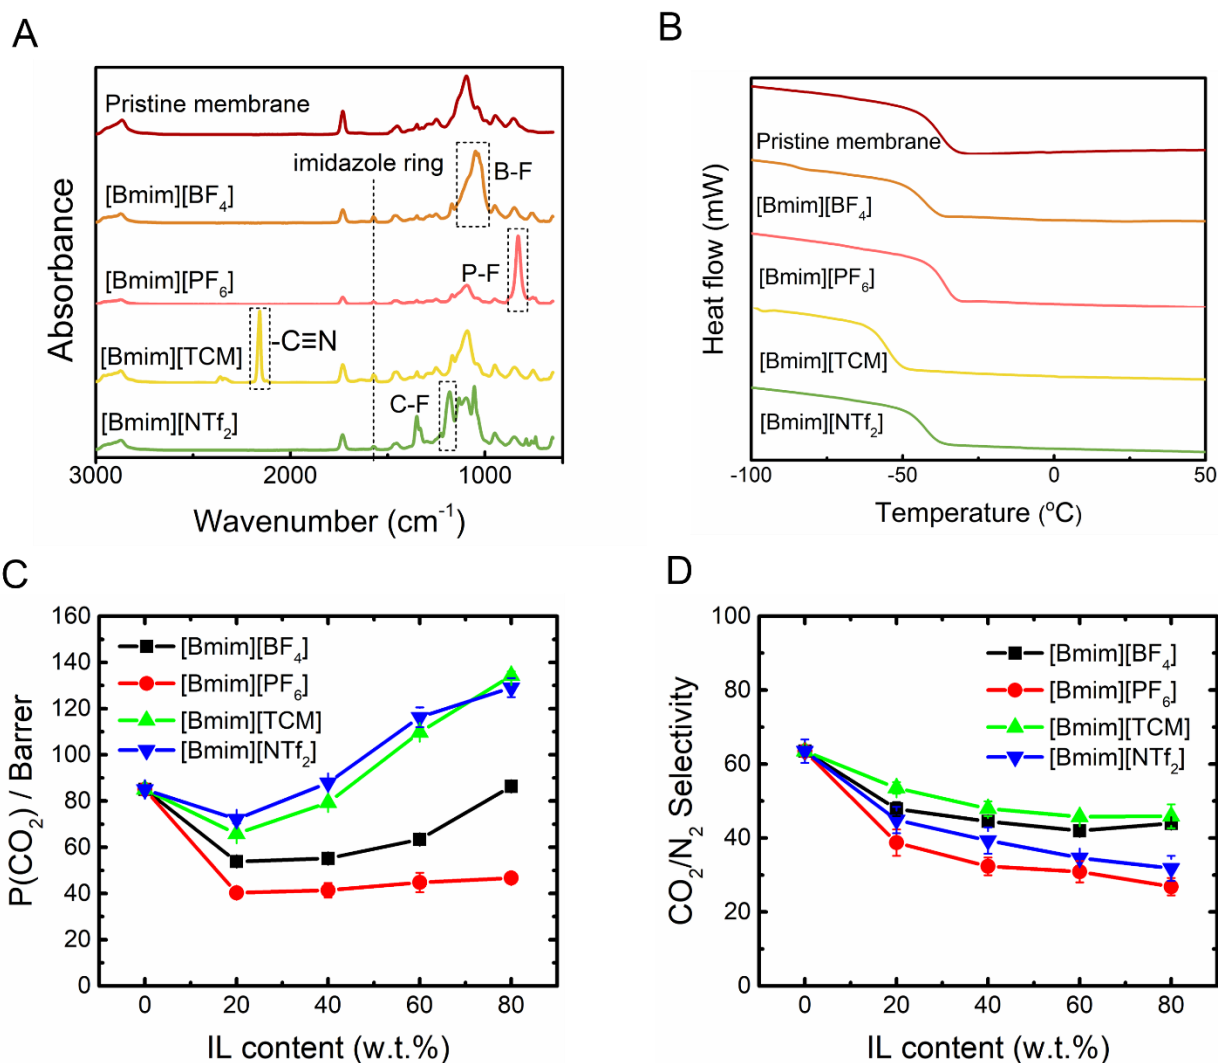 A
Pristine membrane
imidazole ring
B-F
[Bmim][BF₄]
P-F
[Bmim][PF₆]
-C≡N
[Bmim][TCM]
C-F
[Bmim][NTf₂]
Absorbance
3000 2000 1000
Wavenumber (cm⁻¹)
B
Pristine membrane
[Bmim][BF₄]
[Bmim][PF₆]
[Bmim][TCM]
[Bmim][NTf₂]
Heat flow (mW)
-100 -50 0 50
Temperature (°C)
C
160
140
120
100
80
60
40
20
0
P(CO₂) / Barrer
[Bmim][BF₄]
[Bmim][PF₆]
[Bmim][TCM]
[Bmim][NTf₂]
0 20 40 60 80
IL content (w.t.%)
D
100
80
60
40
20
0
CO₂/N₂ Selectivity
[Bmim][BF₄]
[Bmim][PF₆]
[Bmim][TCM]
[Bmim][NTf₂]
0 20 40 60 80
IL content (w.t.%)